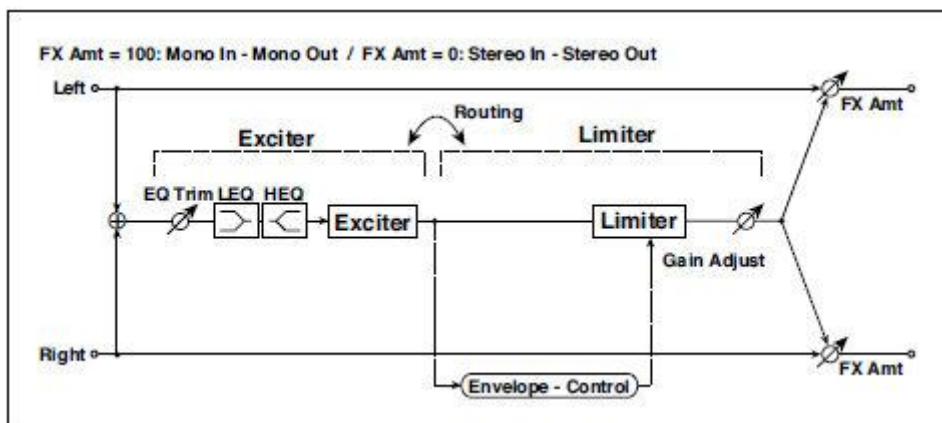 FX Amt = 100: Mono In - Mono Out / FX Amt = 0: Stereo In - Stereo Out
Left
FX Amt
Routing
Exciter
Limiter
EQ Trim LEQ HEQ
Exciter
Limiter
Gain Adjust
Right
FX Amt
Envelope - Control